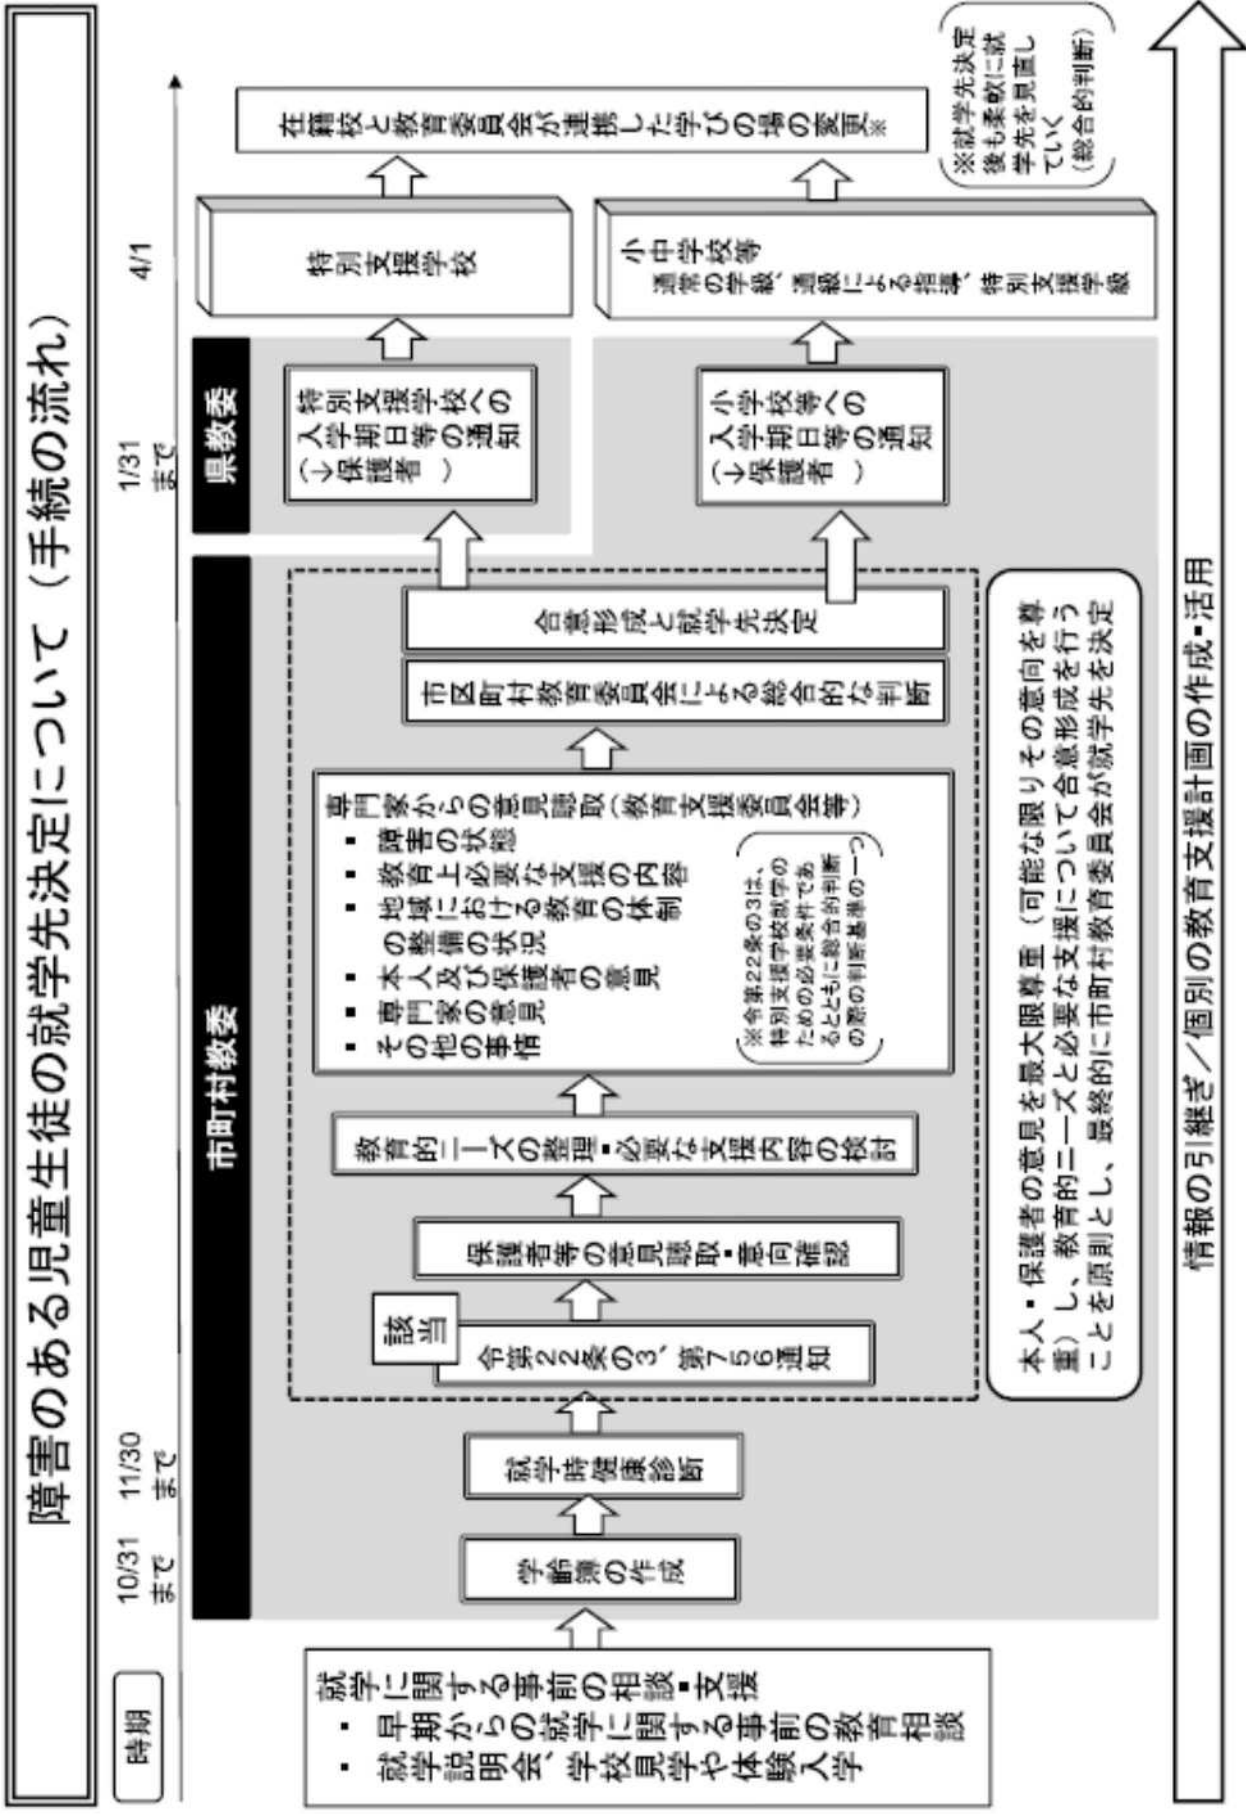 障害のある児童生徒の就学先決定について（手続の流れ）
時期
10/31
まで
11/30
まで
1/31
まで
4/1
市町村教委
県教委
就学に関する事前の相談・支援
▪ 早期からの就学に関する事前の教育相談
▪ 就学説明会、学校見学や体験入学
学齢簿の作成
就学時健康診断
該当
令第２２条の３、第７５６通知
保護者等の意見聴取・意向確認
教育的ニーズの整理・必要な支援内容の検討
専門家からの意見聴取（教育支援委員会等）
▪ 障害の状態
▪ 教育上必要な支援の内容
▪ 地域における教育の体制
の整備の状況
▪ 本人及び保護者の意見
▪ 専門家の意見
▪ その他の事情
※令第22条の3は、
特別支援学校就学の
ための必要条件であ
るとともに総合的判断
の際の判断基準の一つ
市区町村教育委員会による総合的な判断
合意形成と就学先決定
特別支援学校への
入学期日等の通知
（→保護者 ）
小学校等への
入学期日等の通知
（→保護者 ）
特別支援学校
小中学校等
通常の学級、通級による指導、特別支援学級
在籍校と教育委員会が連携した学びの場の変更※
※就学先決定
後も柔軟に就
学先を見直し
ていく
（総合的判断）
本人・保護者の意見を最大限尊重（可能な限りその意向を尊
重）し、教育的ニーズと必要な支援について合意形成を行う
ことを原則とし、最終的に市町村教育委員会が就学先を決定
情報の引継ぎ／個別の教育支援計画の作成・活用